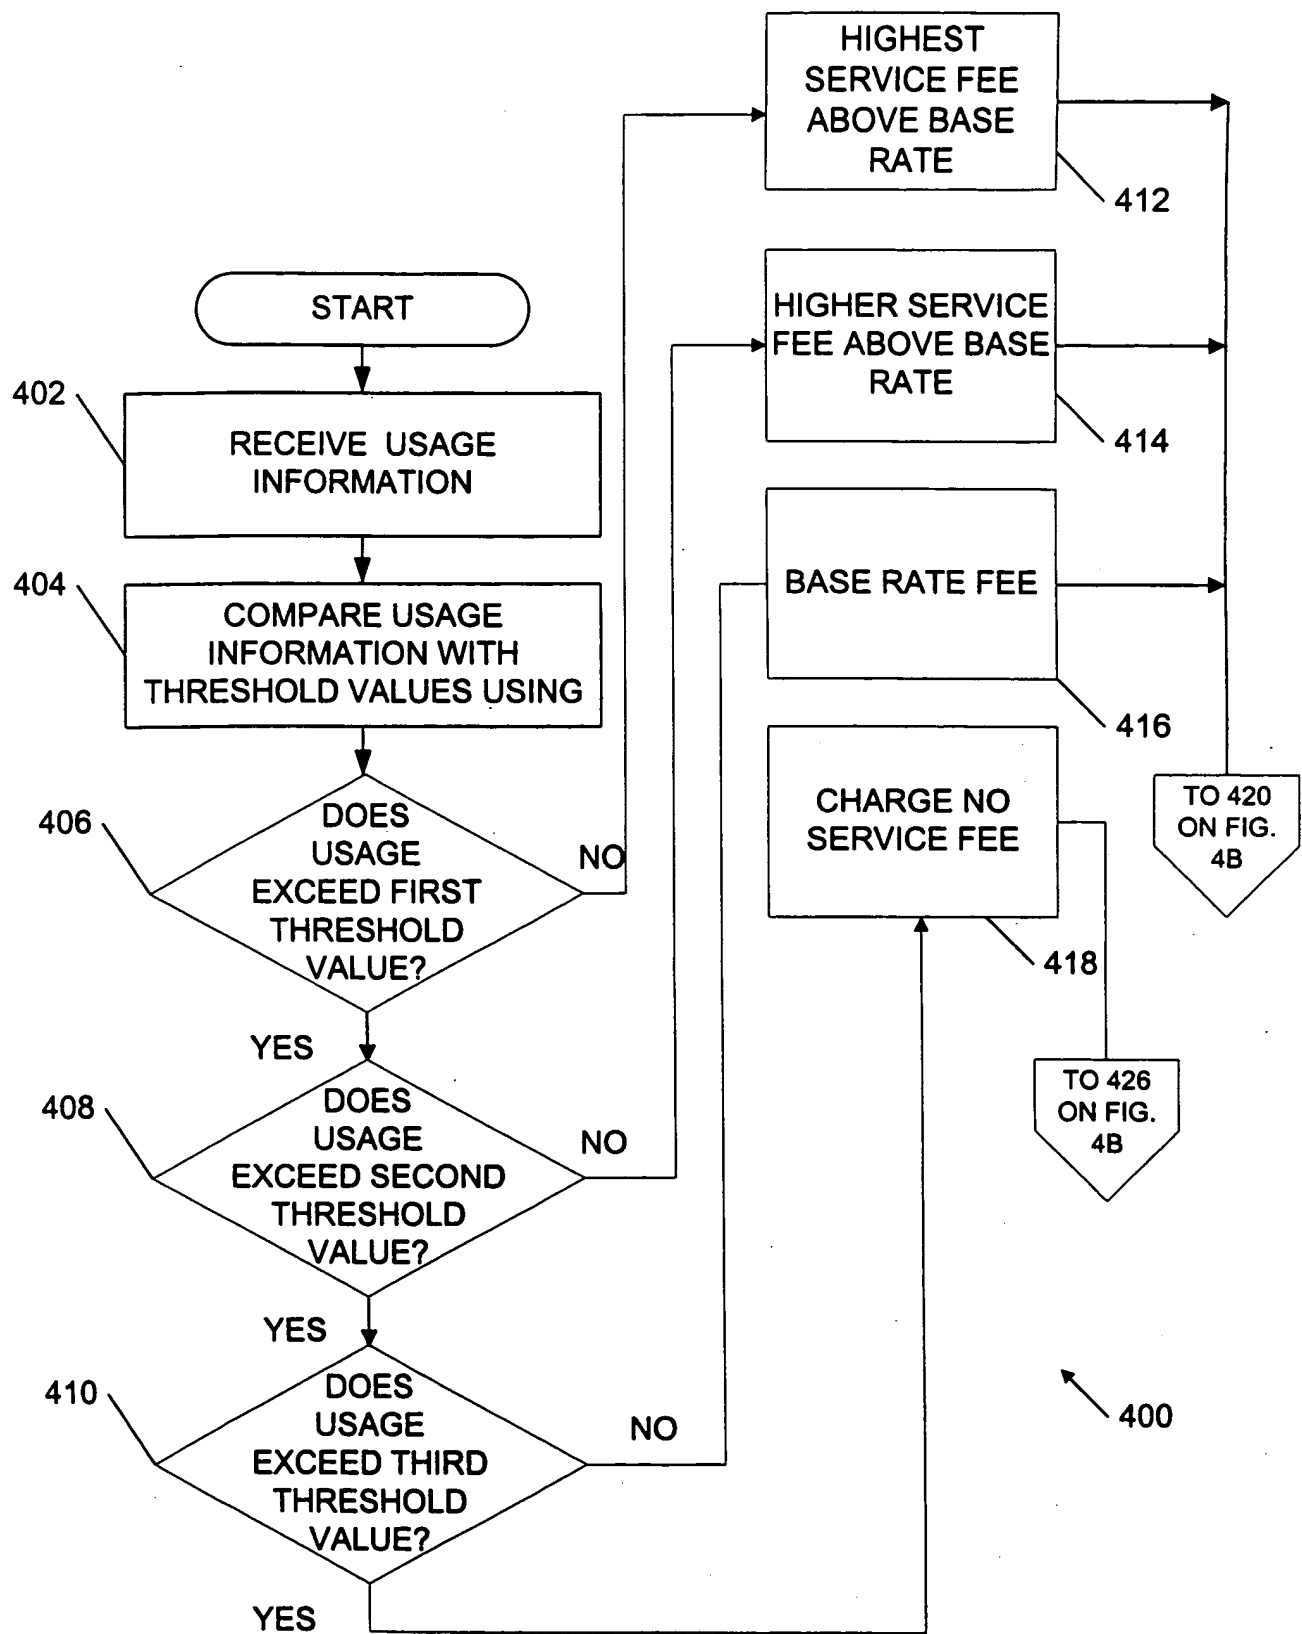 HIGHEST
SERVICE FEE
ABOVE BASE
RATE
412
START
HIGHER SERVICE
FEE ABOVE BASE
RATE
414
402
RECEIVE USAGE
INFORMATION
404
COMPARE USAGE
INFORMATION WITH
THRESHOLD VALUES USING
BASE RATE FEE
416
406
DOES
USAGE
EXCEED FIRST
THRESHOLD
VALUE?
NO
CHARGE NO
SERVICE FEE
418
TO 420
ON FIG.
4B
YES
408
DOES
USAGE
EXCEED SECOND
THRESHOLD
VALUE?
NO
TO 426
ON FIG.
4B
YES
410
DOES
USAGE
EXCEED THIRD
THRESHOLD
VALUE?
NO
400
YES